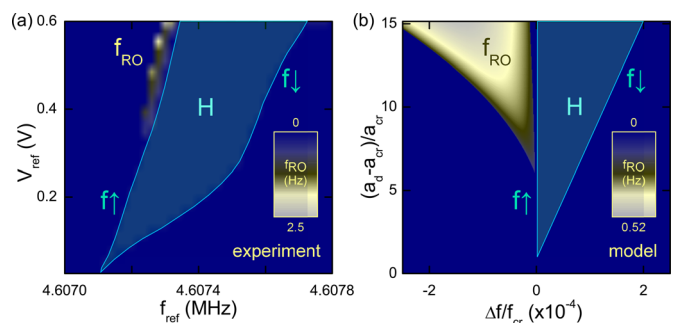 (a)
4.6070
4.6074
4.6078
f_ref (MHz)
0.2
0.4
0.6
V_ref (V)
f_RO
H
f↓
f↑
0
f_RO
(Hz)
2.5
experiment
(b)
-2
0
2
Δf/f_cr (x10^-4)
0
5
10
15
(a_d-a_cr)/a_cr
f_RO
H
f↓
f↑
0
f_RO
(Hz)
0.52
model